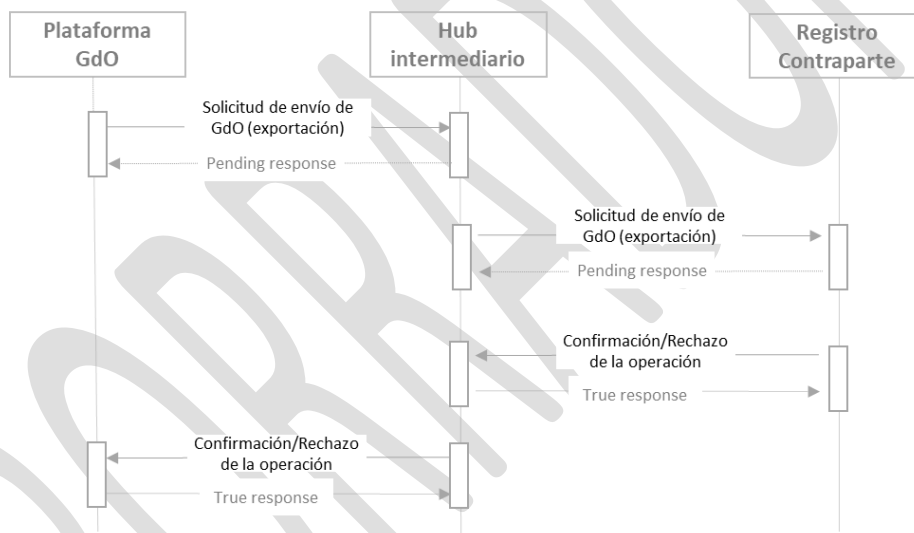 Plataforma
GdO
Hub
intermediario
Registro
Contraparte
Solicitud de envío de
GdO (exportación)
Pending response
Solicitud de envío de
GdO (exportación)
Pending response
Confirmación/Rechazo
de la operación
True response
Confirmación/Rechazo
de la operación
True response